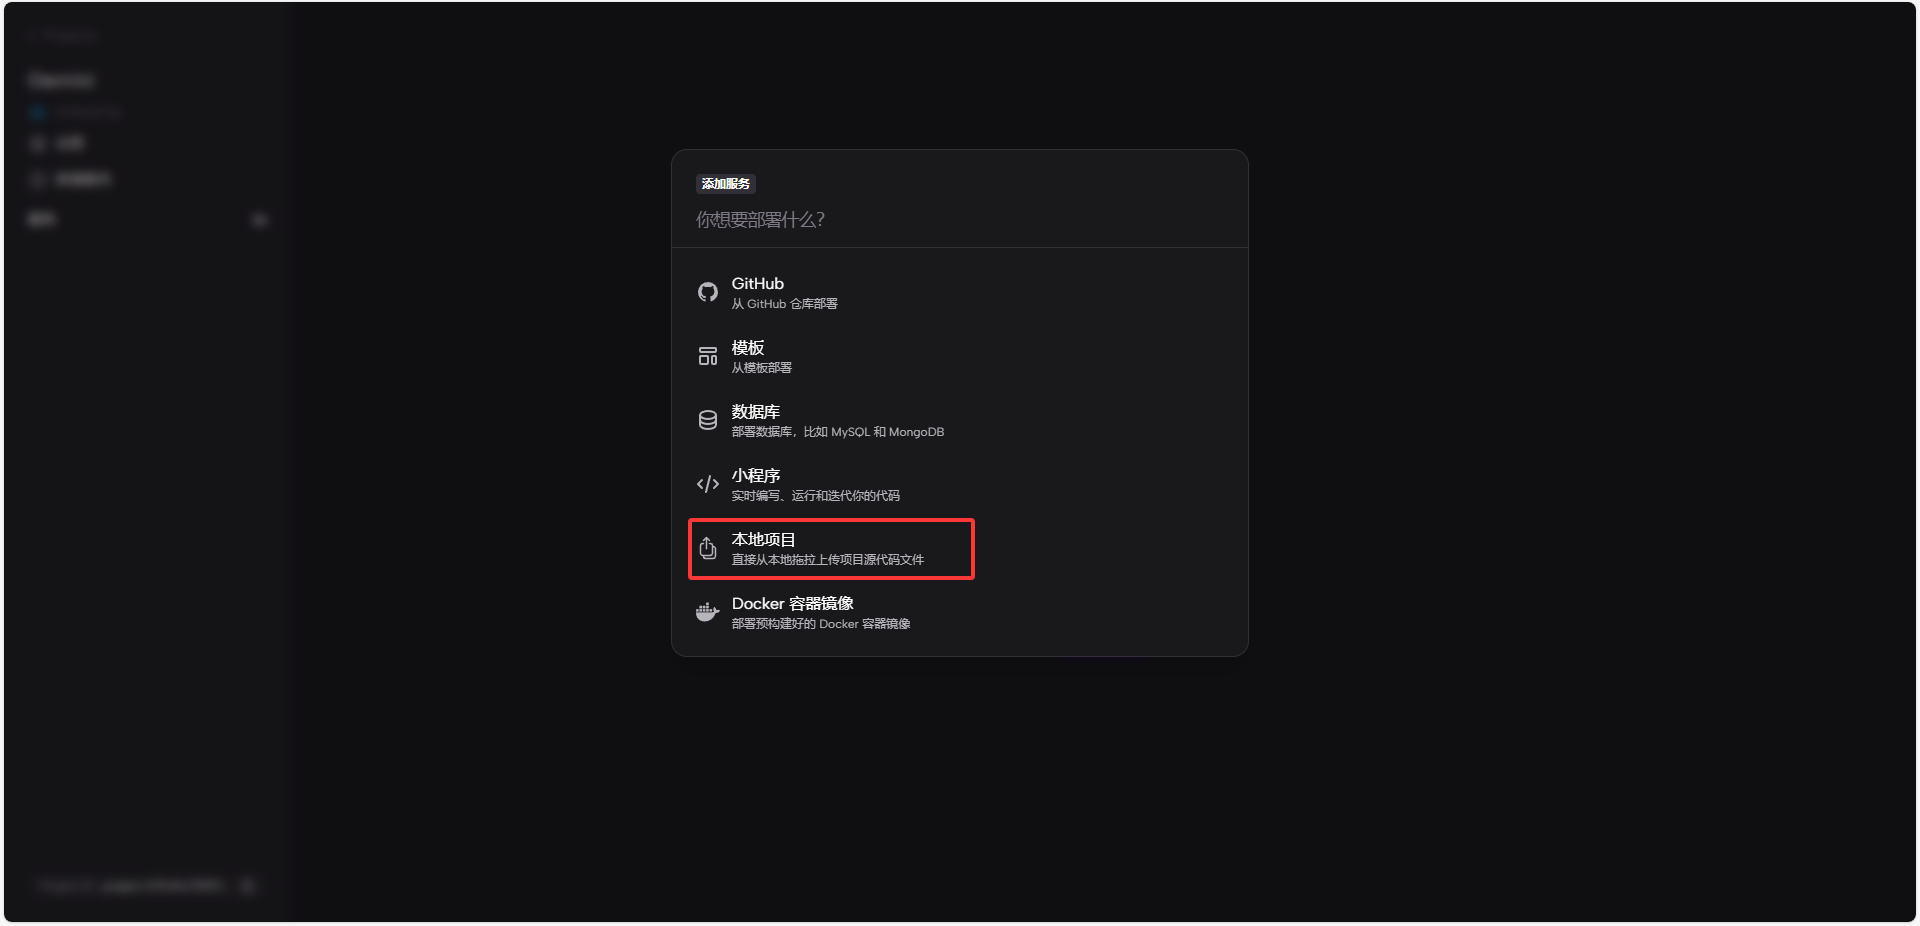 添加服务
你想要部署什么？
GitHub
从 GitHub 仓库部署
模板
从模板部署
数据库
部署数据库，比如 MySQL 和 MongoDB
小程序
实时编写、运行和迭代你的代码
本地项目
直接从本地拖拉上传项目源代码文件
Docker 容器镜像
部署预构建好的 Docker 容器镜像